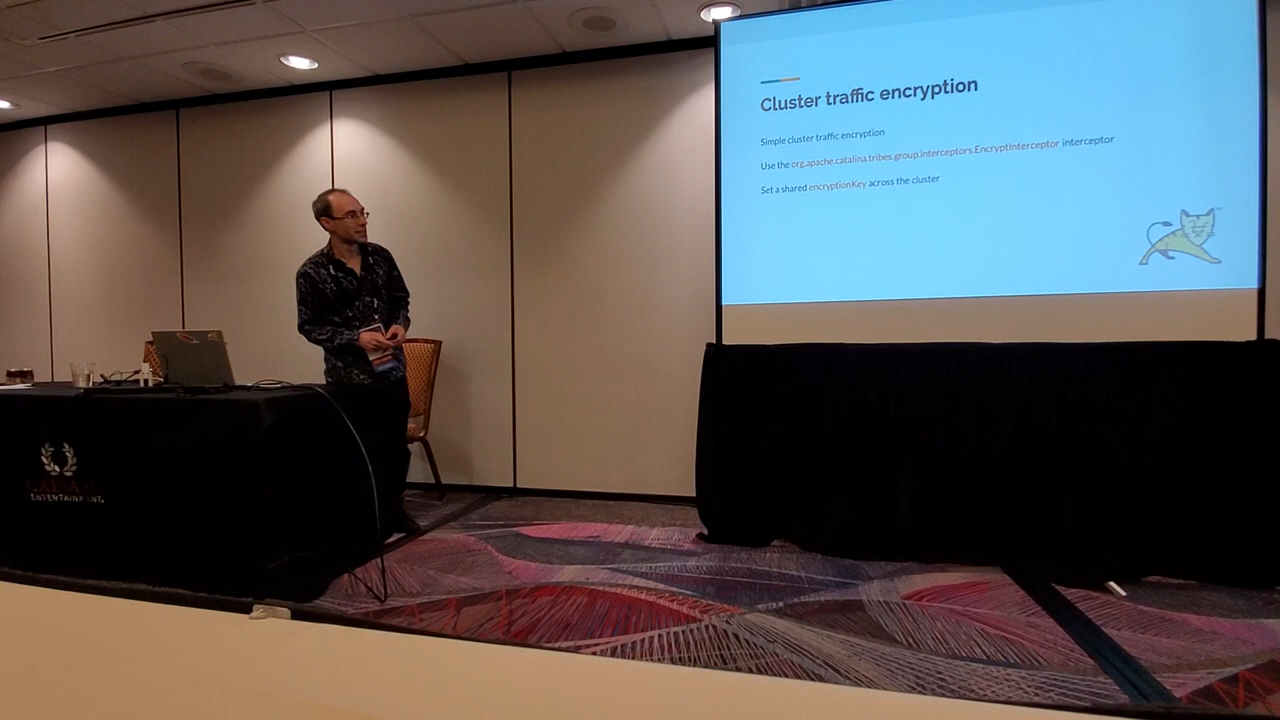 Cluster traffic encryption
Simple cluster traffic encryption
Use the org.apache.catalina.tribes.group.interceptors.EncryptInterceptor interceptor
Set a shared encryptionKey across the cluster
ENTERTAINMENT